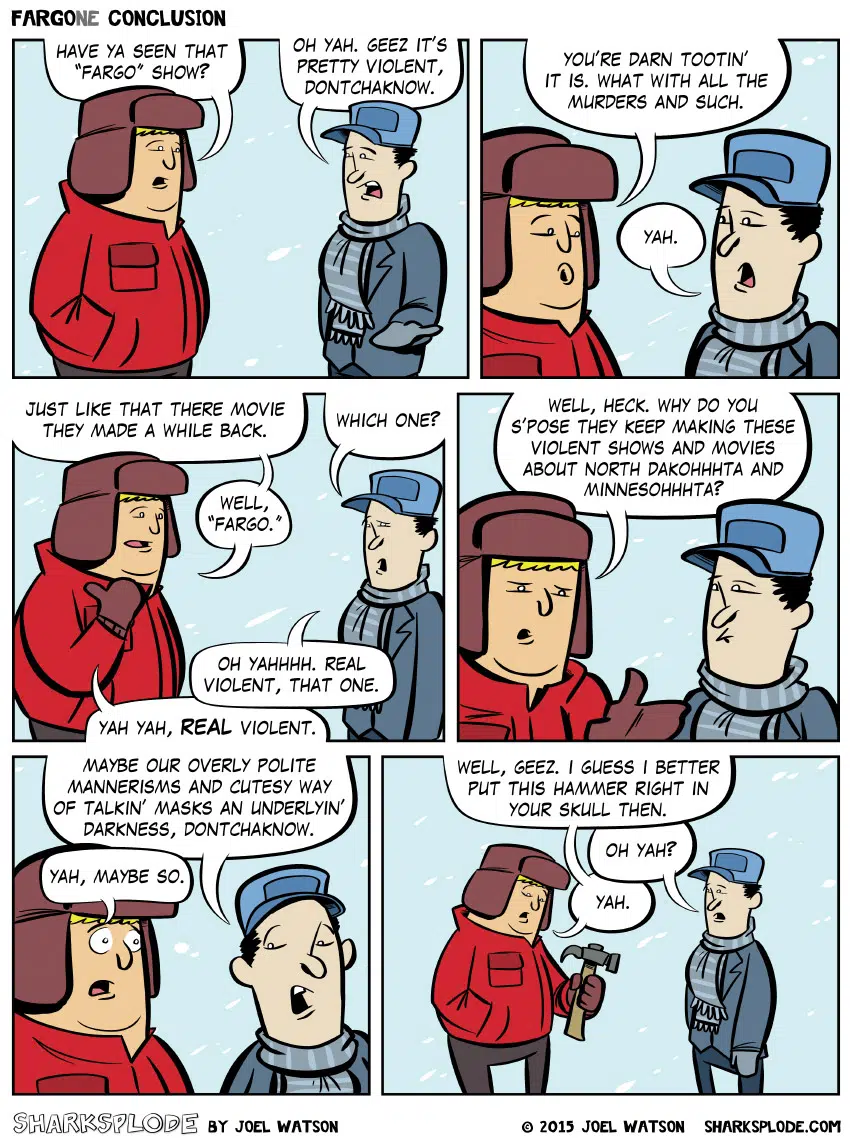 FARGONE CONCLUSION
HAVE YA SEEN THAT
"FARGO" SHOW?
OH YAH. GEEZ IT'S
PRETTY VIOLENT,
DONTCHAKNOW.
YOU'RE DARN TOOTIN'
IT IS. WHAT WITH ALL THE
MURDERS AND SUCH.
YAH.
JUST LIKE THAT THERE MOVIE
THEY MADE A WHILE BACK.
WHICH ONE?
WELL,
"FARGO."
OH YAHHHH. REAL
VIOLENT, THAT ONE.
YAH YAH, REAL VIOLENT.
WELL, HECK. WHY DO YOU
S'POSE THEY KEEP MAKING THESE
VIOLENT SHOWS AND MOVIES
ABOUT NORTH DAKOHHHTA AND
MINNESOHHHTA?
MAYBE OUR OVERLY POLITE
MANNERISMS AND CUTESY WAY
OF TALKIN' MASKS AN UNDERLYIN'
DARKNESS, DONTCHAKNOW.
YAH, MAYBE SO.
WELL, GEEZ. I GUESS I BETTER
PUT THIS HAMMER RIGHT IN
YOUR SKULL THEN.
OH YAH?
YAH.
SHARKSPLODE BY JOEL WATSON © 2015 JOEL WATSON SHARKSPLODE.COM